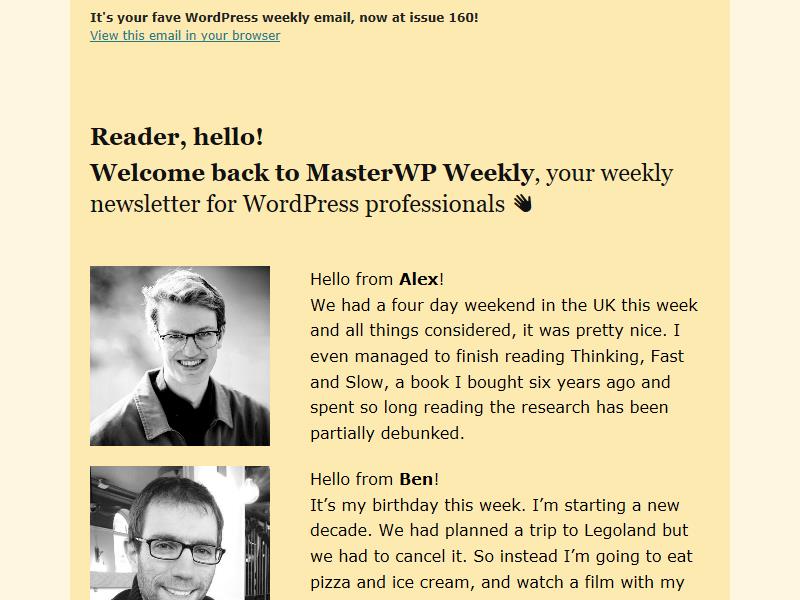 It's your fave WordPress weekly email, now at issue 160!
View this email in your browser
Reader, hello!
Welcome back to MasterWP Weekly, your weekly
newsletter for WordPress professionals 👋
Hello from Alex!
We had a four day weekend in the UK this week
and all things considered, it was pretty nice. I
even managed to finish reading Thinking, Fast
and Slow, a book I bought six years ago and
spent so long reading the research has been
partially debunked.
Hello from Ben!
It’s my birthday this week. I’m starting a new
decade. We had planned a trip to Legoland but
we had to cancel it. So instead I’m going to eat
pizza and ice cream, and watch a film with my